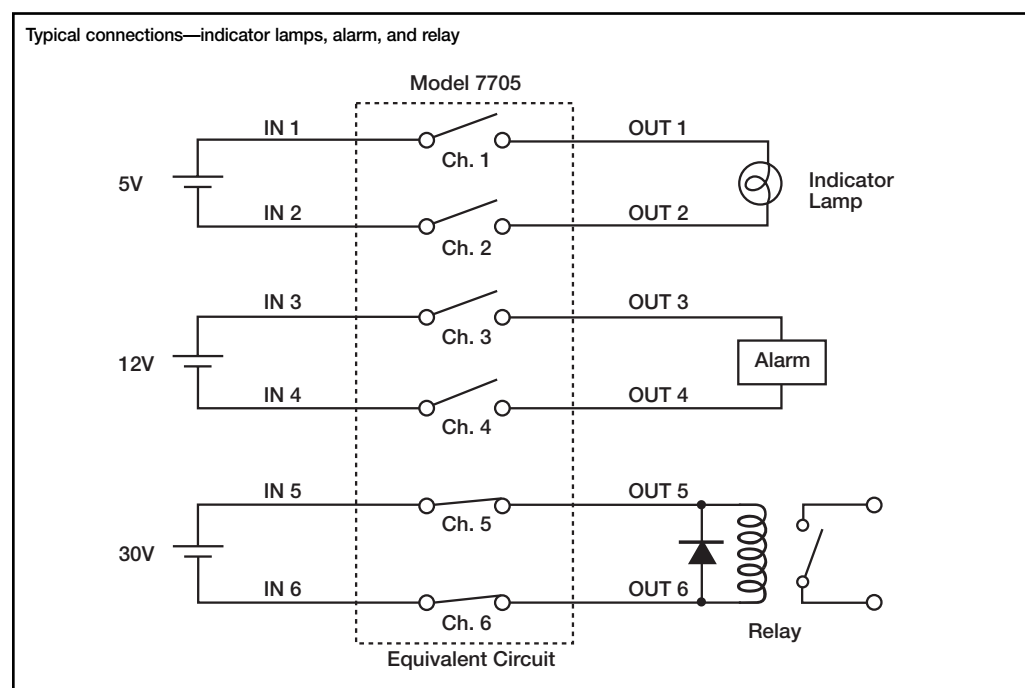 Typical connections—indicator lamps, alarm, and relay
Model 7705
IN 1
OUT 1
Ch. 1
5V
Indicator
Lamp
IN 2
OUT 2
Ch. 2
IN 3
OUT 3
Ch. 3
12V
Alarm
IN 4
OUT 4
Ch. 4
IN 5
OUT 5
Ch. 5
30V
IN 6
OUT 6
Ch. 6
Relay
Equivalent Circuit